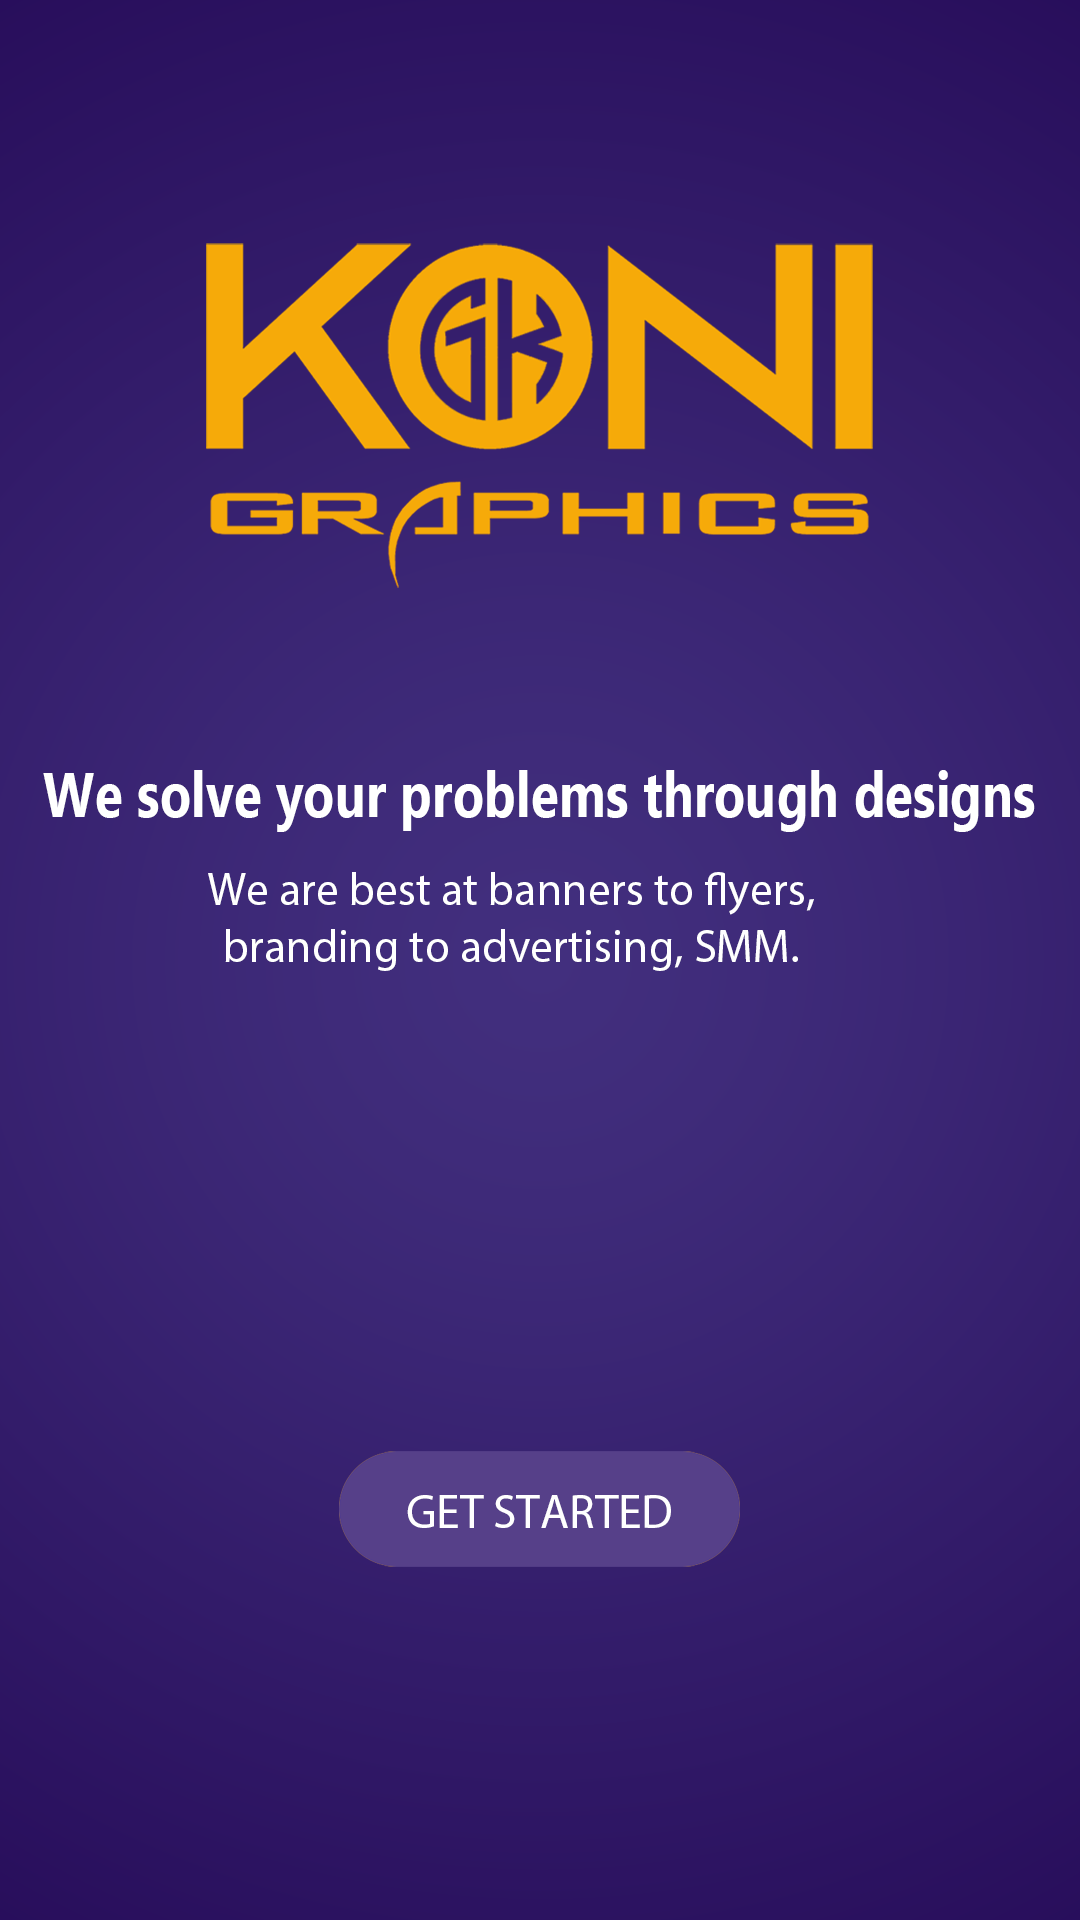 KONI
GRAPHICS
We solve your problems through designs
We are best at banners to flyers,
branding to advertising, SMM.
GET STARTED